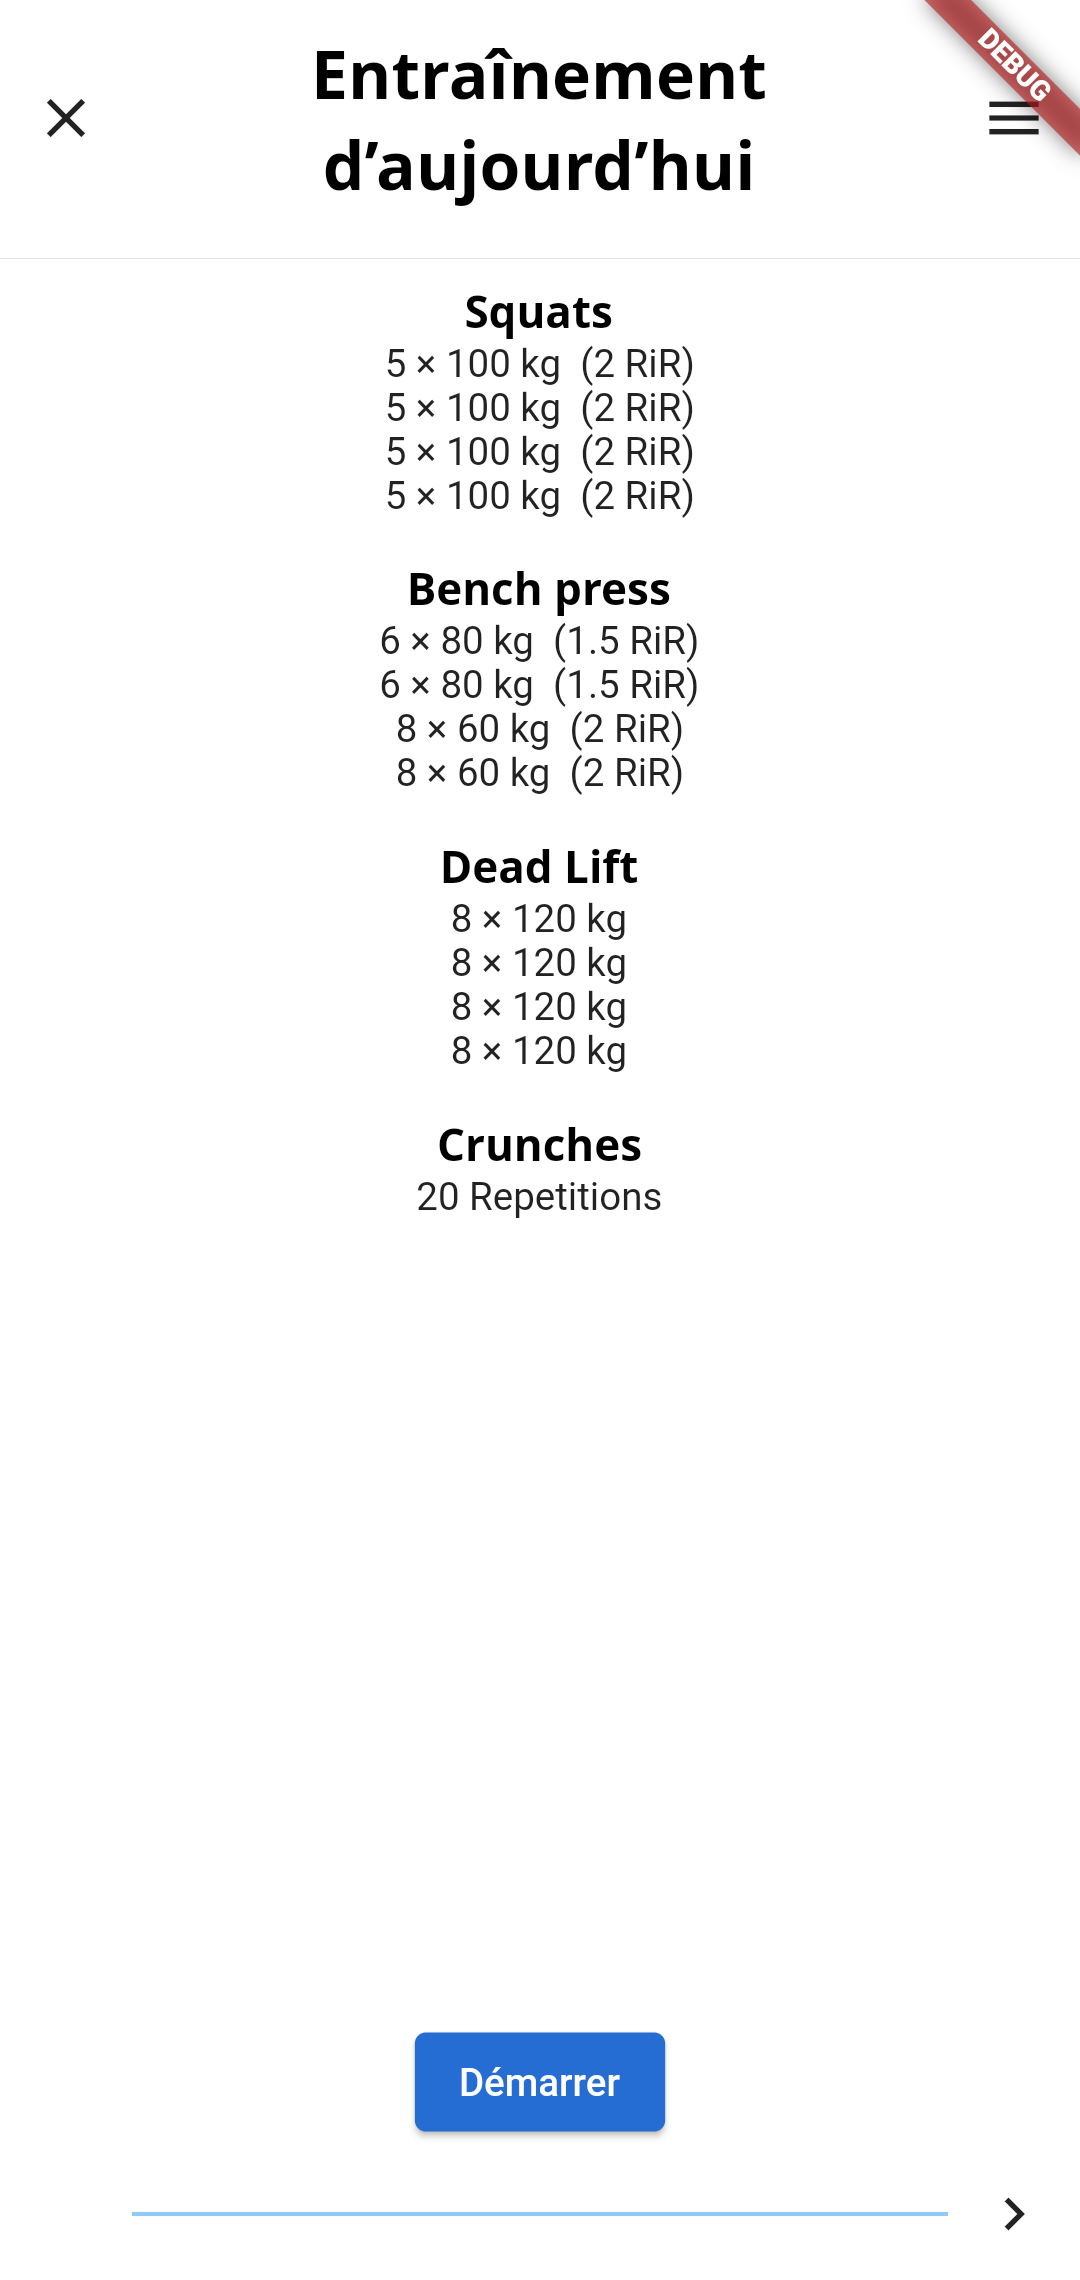 DEBUG
Entraînement
d’aujourd’hui
Squats
5 × 100 kg (2 RiR)
5 × 100 kg (2 RiR)
5 × 100 kg (2 RiR)
5 × 100 kg (2 RiR)
Bench press
6 × 80 kg (1.5 RiR)
6 × 80 kg (1.5 RiR)
8 × 60 kg (2 RiR)
8 × 60 kg (2 RiR)
Dead Lift
8 × 120 kg
8 × 120 kg
8 × 120 kg
8 × 120 kg
Crunches
20 Repetitions
Démarrer